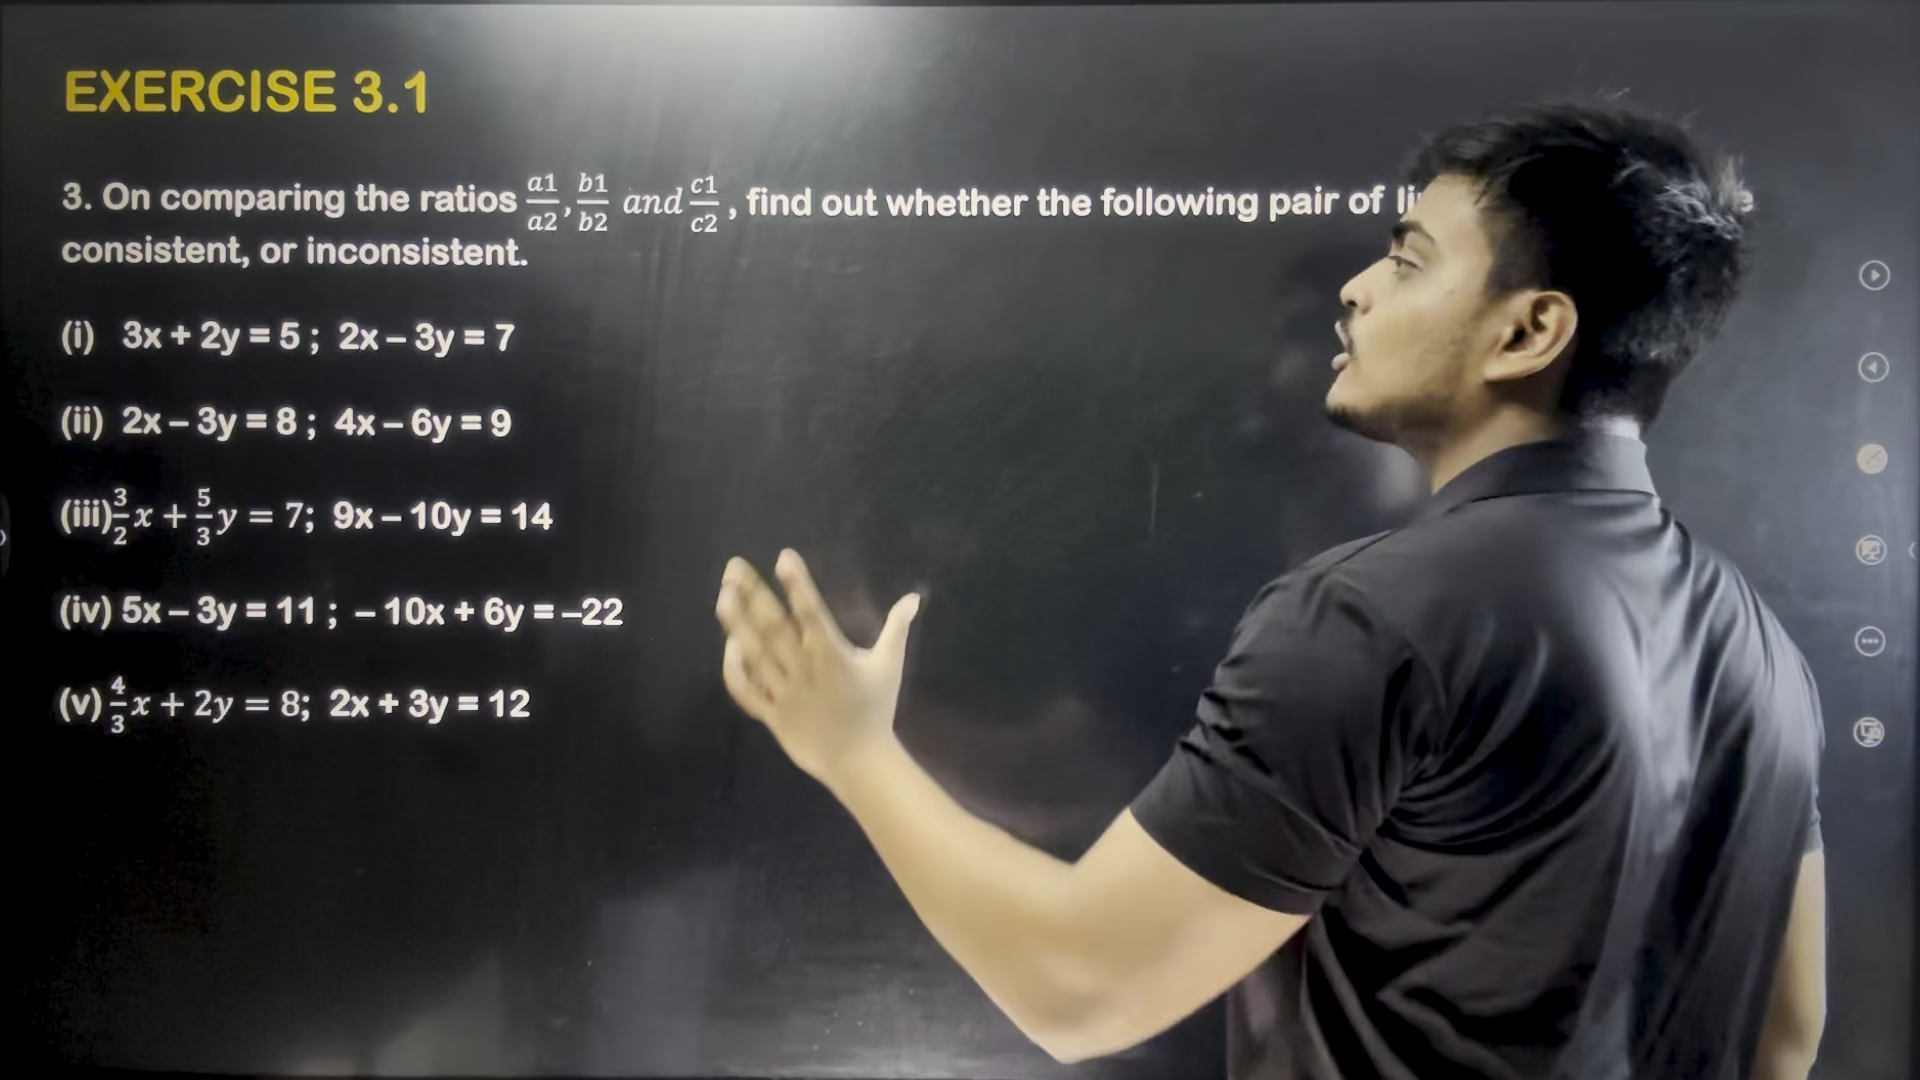 EXERCISE 3.1
3. On comparing the ratios a1/a2, b1/b2 and c1/c2, find out whether the following pair of
consistent, or inconsistent.
(i) 3x + 2y = 5 ; 2x – 3y = 7
(ii) 2x – 3y = 8 ; 4x – 6y = 9
(iii) 3/2 x + 5/3 y = 7; 9x – 10y = 14
(iv) 5x – 3y = 11 ; – 10x + 6y = –22
(v) 4/3 x + 2y = 8; 2x + 3y = 12